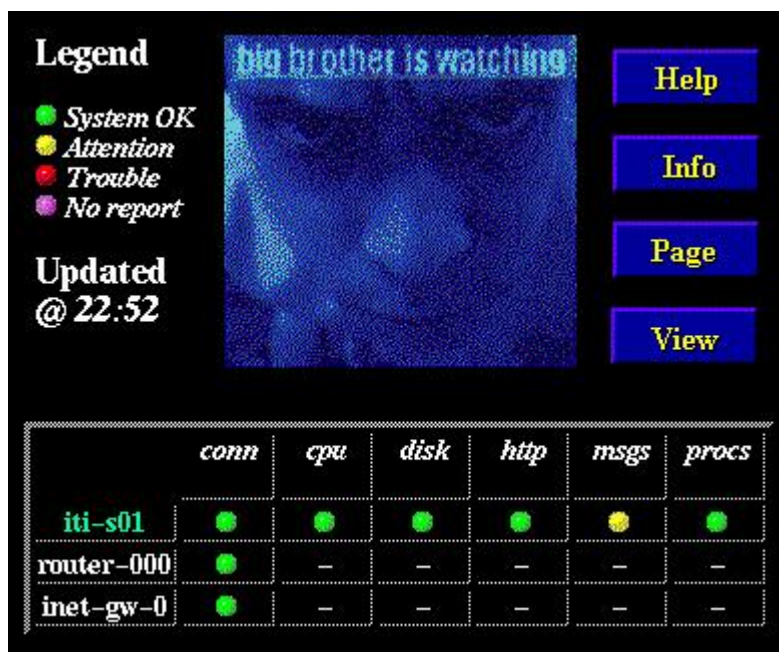 Legend
big brother is watching
Help
System OK
Attention
Trouble
No report
Info
Updated
@ 22:52
Page
View
conn cpu disk http msgs procs
iti-s01
router-000 – – – – –
inet-gw-0 – – – – –